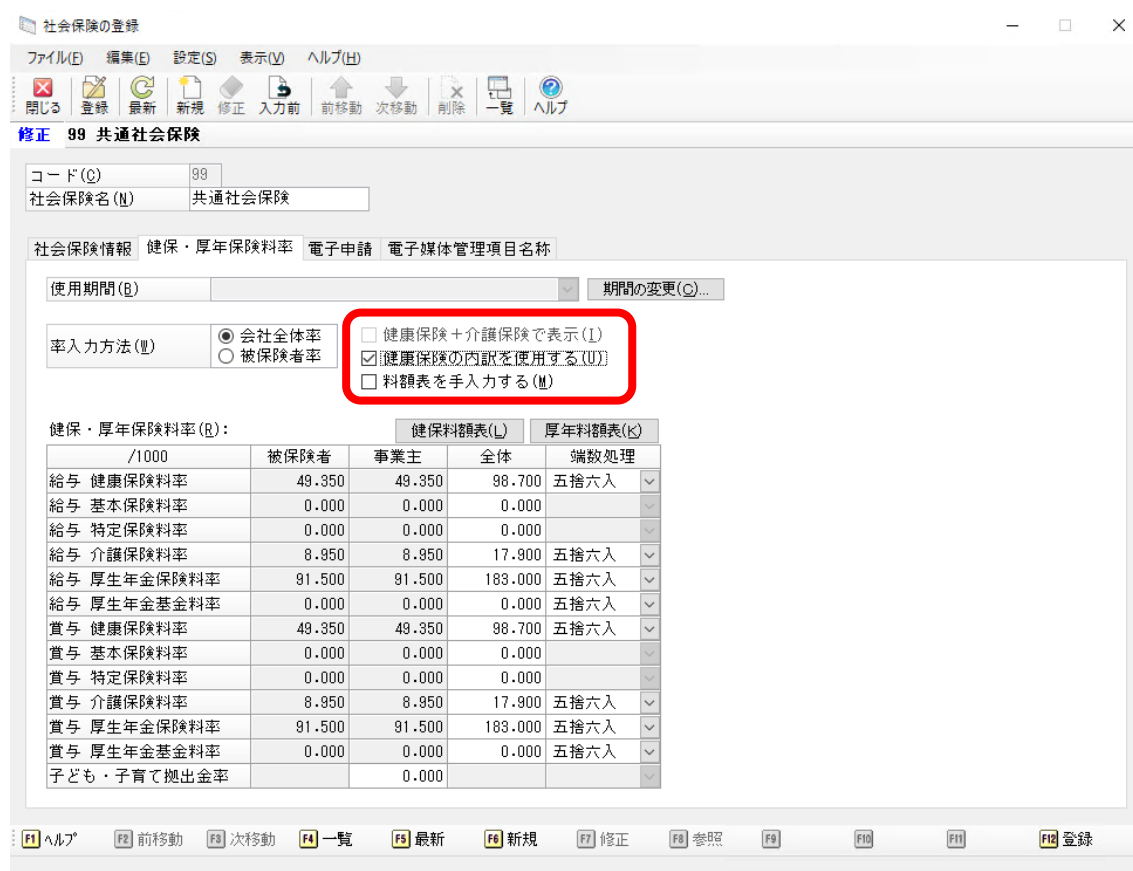 社会保険の登録
ファイル(F) 編集(E) 設定(S) 表示(V) ヘルプ(H)
閉じる 登録 最新 新規 修正 入力前 前移動 次移動 削除 一覧 ヘルプ
修正 99 共通社会保険
コード(C) 99
社会保険名(N) 共通社会保険
社会保険情報 健保・厚年保険料率 電子申請 電子媒体管理項目名称
使用期間(B) 期間の変更(C)...
率入力方法(W) 会社全体率 健康保険+介護保険で表示(I)
被保険者率 健康保険の内訳を使用する(U)
料額表を手入力する(M)
健保・厚年保険料率(R): 健保料額表(L) 厚年料額表(K)
/1000 被保険者 事業主 全体 端数処理
給与 健康保険料率 49.350 49.350 98.700 五捨六入
給与 基本保険料率 0.000 0.000 0.000
給与 特定保険料率 0.000 0.000 0.000
給与 介護保険料率 8.950 8.950 17.900 五捨六入
給与 厚生年金保険料率 91.500 91.500 183.000 五捨六入
給与 厚生年金基金料率 0.000 0.000 0.000 五捨六入
賞与 健康保険料率 49.350 49.350 98.700 五捨六入
賞与 基本保険料率 0.000 0.000 0.000
賞与 特定保険料率 0.000 0.000 0.000
賞与 介護保険料率 8.950 8.950 17.900 五捨六入
賞与 厚生年金保険料率 91.500 91.500 183.000 五捨六入
賞与 厚生年金基金料率 0.000 0.000 0.000 五捨六入
子ども・子育て拠出金率 0.000
F1 ヘルプ F2 前移動 F3 次移動 F4 一覧 F5 最新 F6 新規 F7 修正 F8 参照 F9 F10 F11 F12 登録